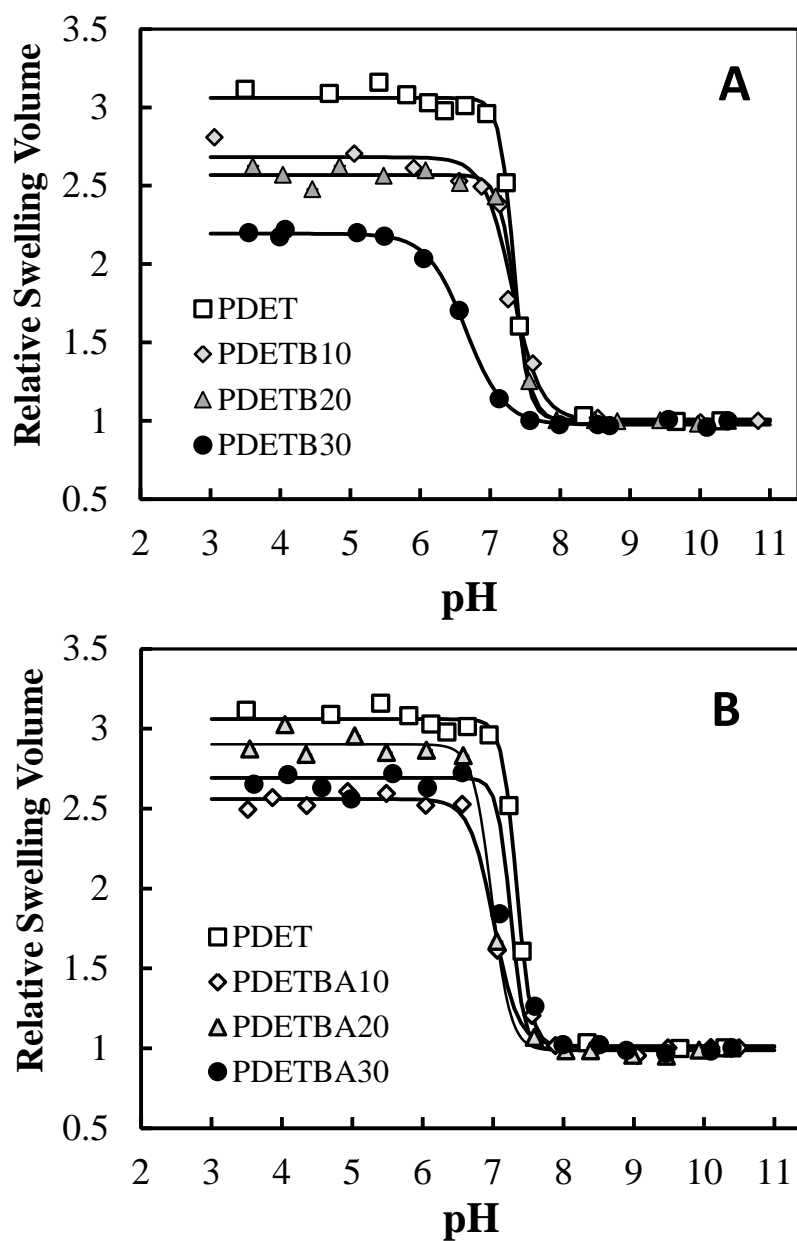 A
3.5
3
2.5
2
1.5
1
0.5
Relative Swelling Volume
PDET
PDETB10
PDETB20
PDETB30
2 3 4 5 6 7 8 9 10 11
pH
B
3.5
3
2.5
2
1.5
1
0.5
Relative Swelling Volume
PDET
PDETBA10
PDETBA20
PDETBA30
2 3 4 5 6 7 8 9 10 11
pH